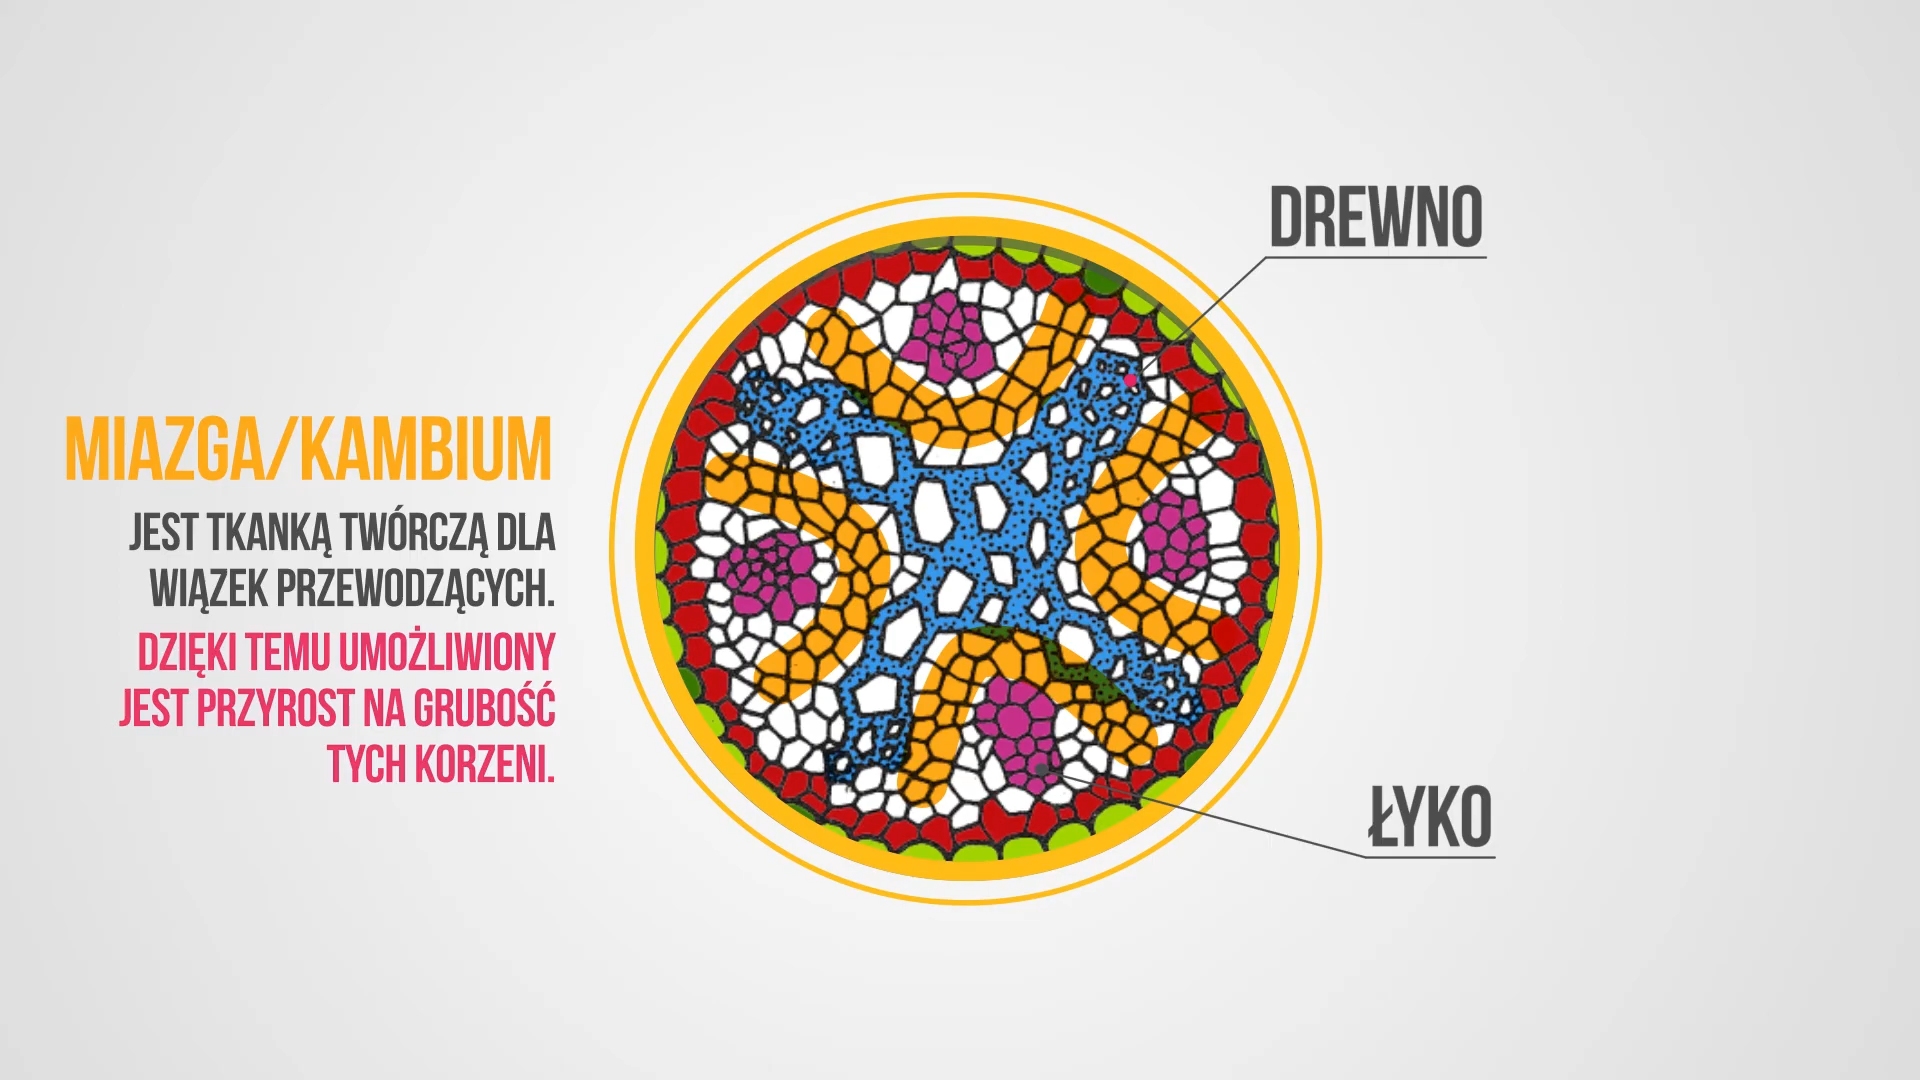 MIAZGA/KAMBIUM
JEST TKANKĄ TWÓRCZĄ DLA
WIĄZEK PRZEWODZĄCYCH.
DZIĘKI TEMU UMOŻLIWIONY
JEST PRZYROST NA GRUBOŚĆ
TYCH KORZENI.
DREWNO
ŁYKO